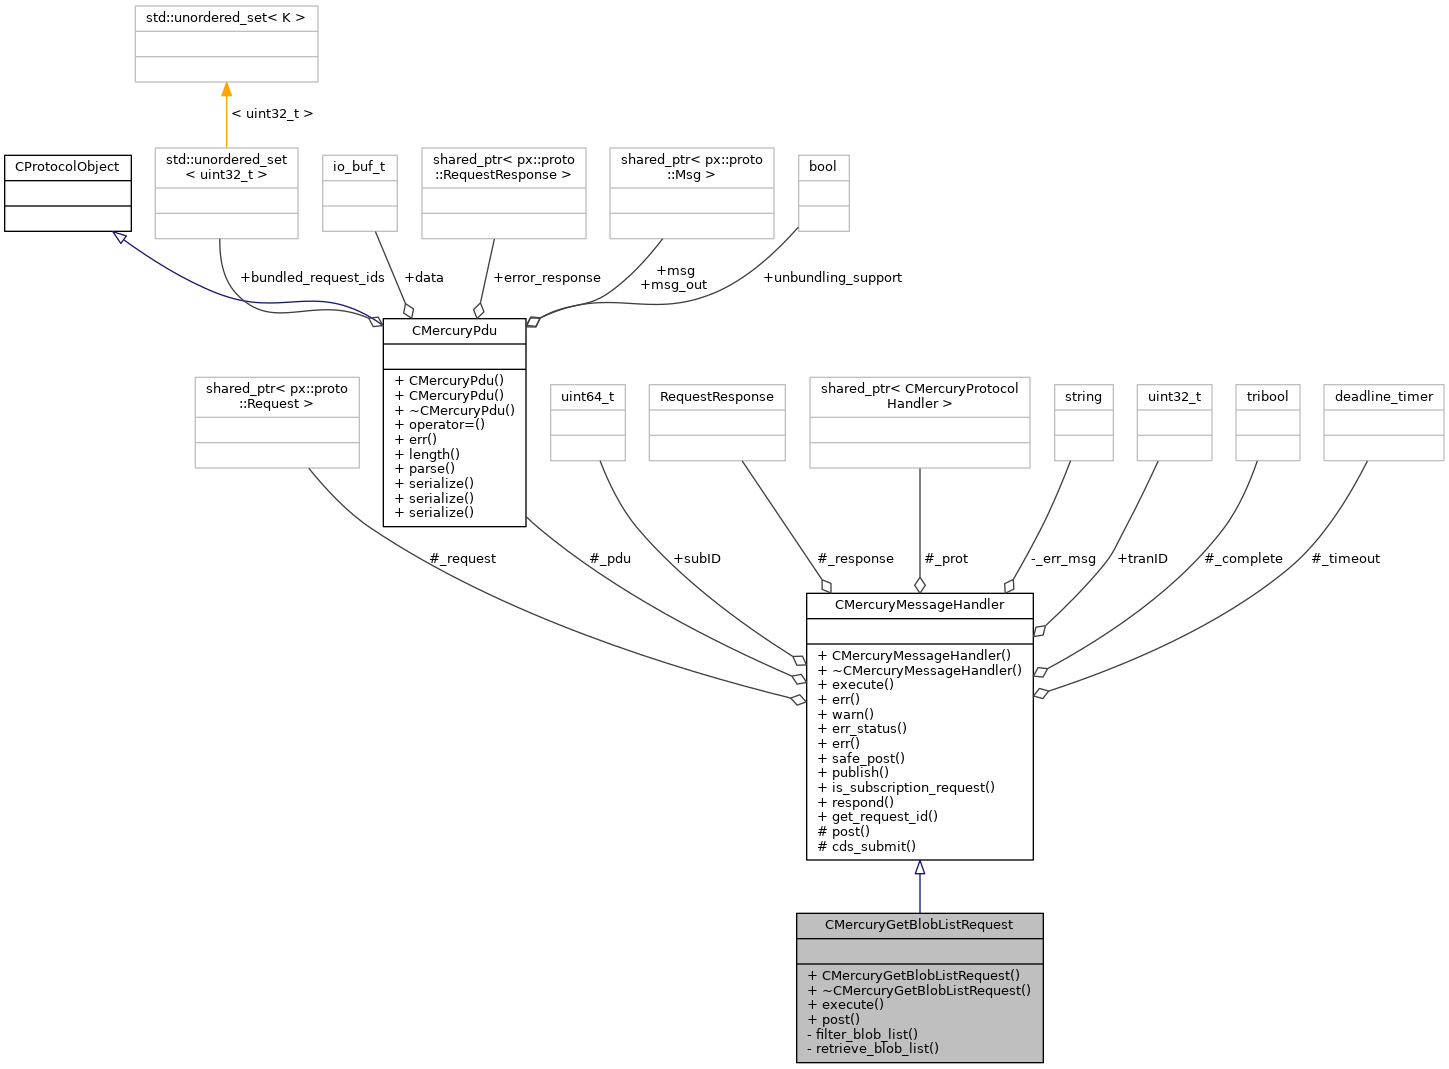 std::unordered_set< K >
< uint32_t >
CProtocolObject
std::unordered_set
< uint32_t >
io_buf_t
shared_ptr< px::proto
::RequestResponse >
shared_ptr< px::proto
::Msg >
bool
+bundled_request_ids
+data
+error_response
+msg
+msg_out
+unbundling_support
CMercuryPdu
+ CMercuryPdu()
+ CMercuryPdu()
+ ~CMercuryPdu()
+ operator=()
+ err()
+ length()
+ parse()
+ serialize()
+ serialize()
+ serialize()
shared_ptr< px::proto
::Request >
uint64_t
RequestResponse
shared_ptr< CMercuryProtocol
Handler >
string
uint32_t
tribool
deadline_timer
#_request
#_pdu
+subID
#_response
#_prot
-_err_msg
+tranID
#_complete
#_timeout
CMercuryMessageHandler
+ CMercuryMessageHandler()
+ ~CMercuryMessageHandler()
+ execute()
+ err()
+ warn()
+ err_status()
+ err()
+ safe_post()
+ publish()
+ is_subscription_request()
+ respond()
+ get_request_id()
# post()
# cds_submit()
CMercuryGetBlobListRequest
+ CMercuryGetBlobListRequest()
+ ~CMercuryGetBlobListRequest()
+ execute()
+ post()
- filter_blob_list()
- retrieve_blob_list()